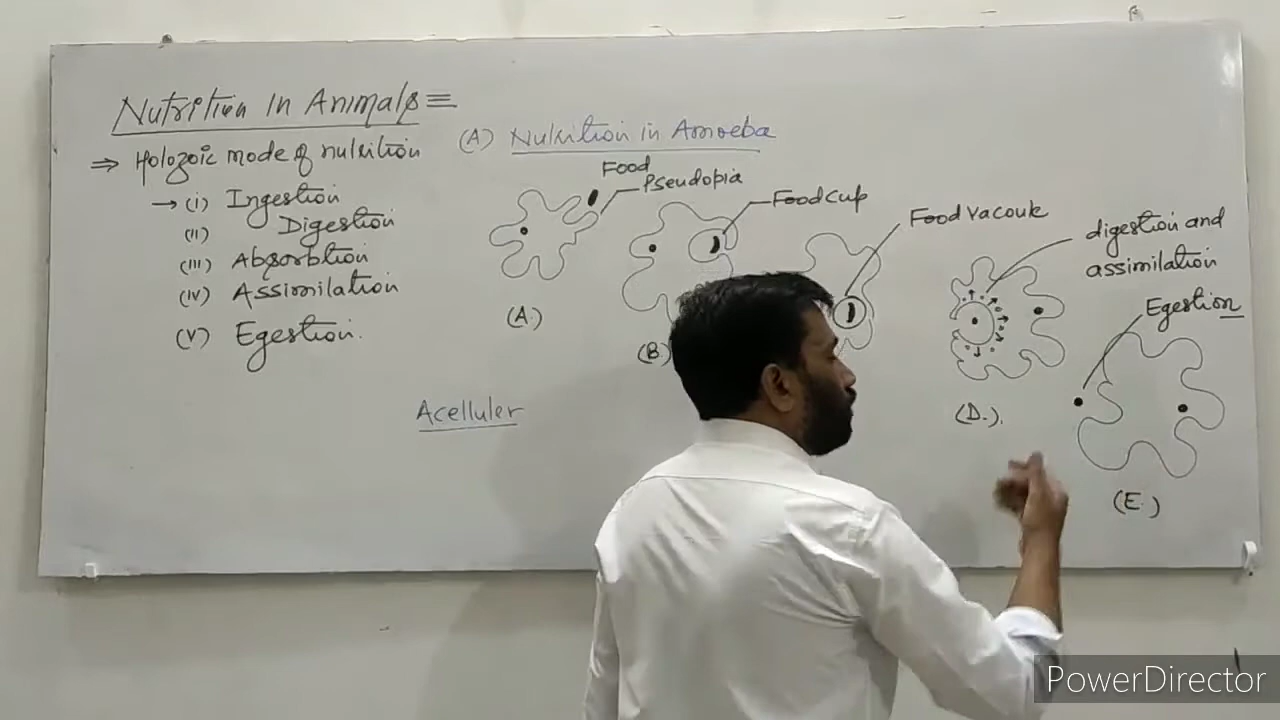 Nutrition in Animals
⇒ Holozoic mode of nutrition
→ (i) Ingestion
(ii) Digestion
(iii) Absorbtion
(iv) Assimilation
(v) Egestion.
Acelluler
(A) Nutrition in Amoeba
Food
Pseudopia
Food cup
Food Vacoule
digestion and
assimilation
Egestion
(A.)
(B.)
(D.)
(E.)
PowerDirector